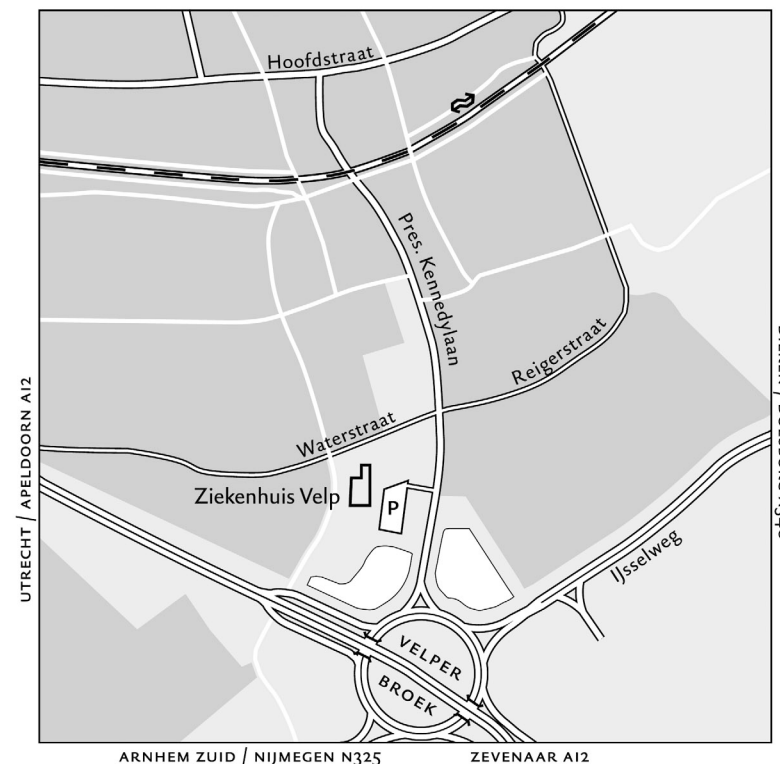 Hoofdstraat
Pres. Kennedylaan
Reigerstraat
Waterstraat
Ziekenhuis Velp
P
IJsselweg
VELPER
BROEK
UTRECHT / APELDOORN A12
ARNHEM ZUID / NIJMEGEN N325
ZEVENAAR A12